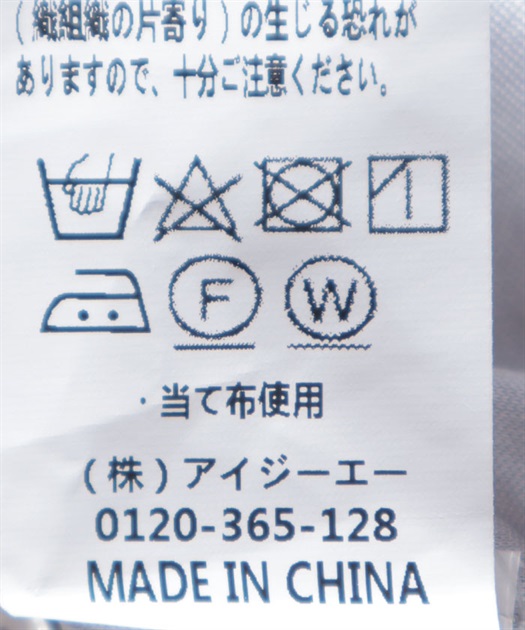 (繊組織の片寄り)の生じる恐れが
ありますので、十分ご注意ください。
F W
・当て布使用
(株)アイジーエー
0120-365-128
MADE IN CHINA